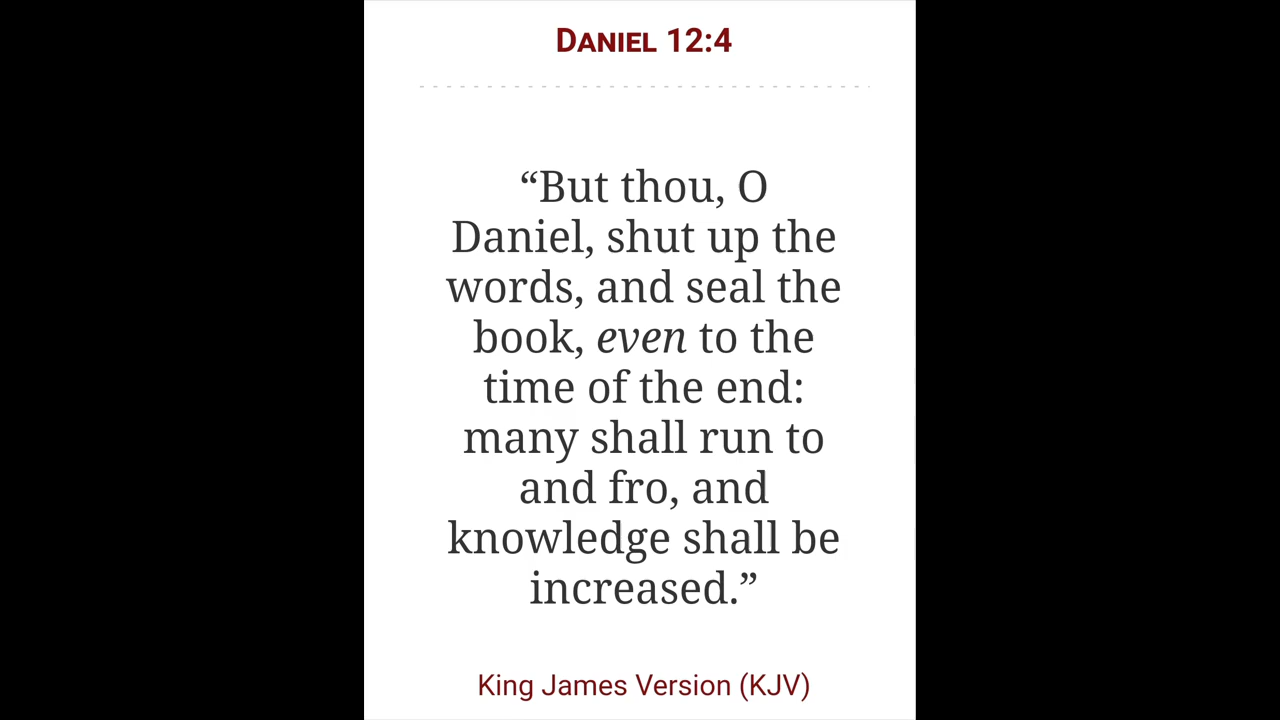 DANIEL 12:4
“But thou, O
Daniel, shut up the
words, and seal the
book, even to the
time of the end:
many shall run to
and fro, and
knowledge shall be
increased.”
King James Version (KJV)